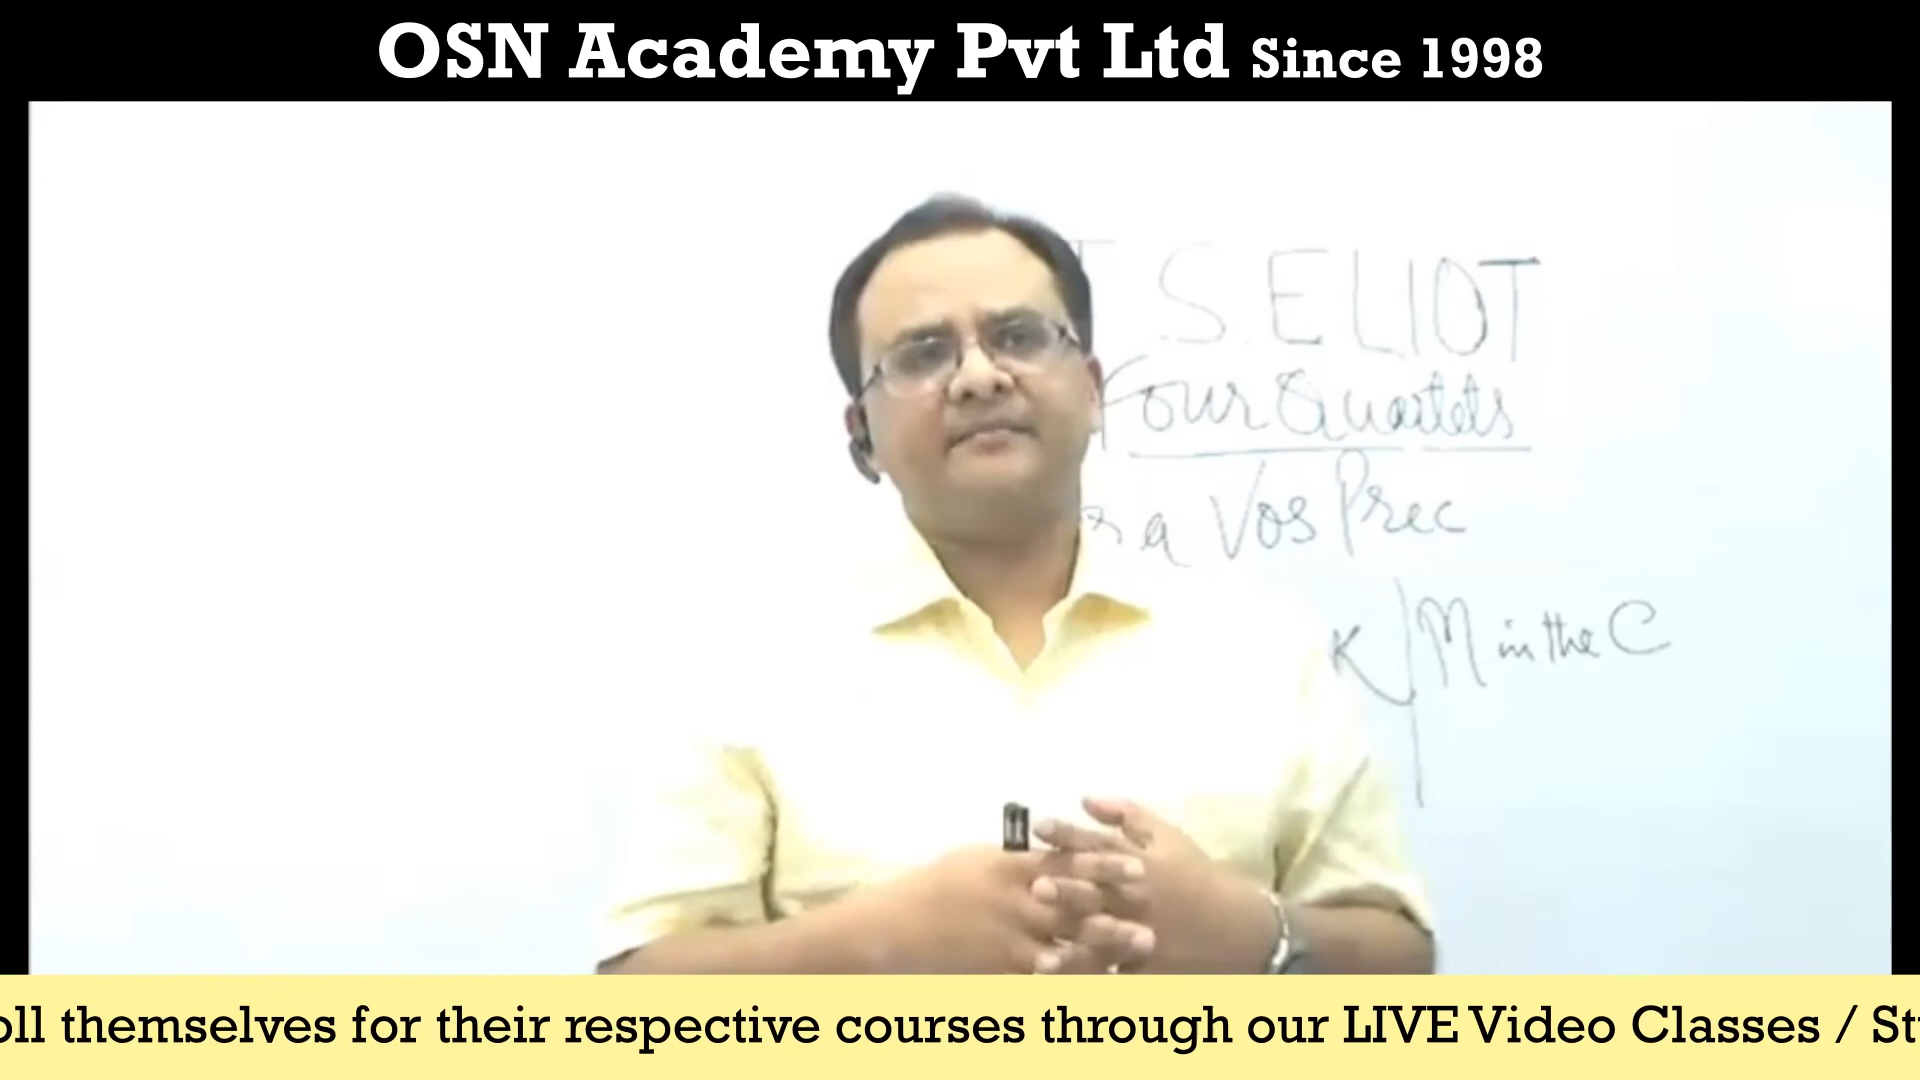 OSN Academy Pvt Ltd Since 1998
T S. ELIOT
Four Quartets
a Vos Prec
K / M in the C
oll themselves for their respective courses through our LIVE Video Classes / St